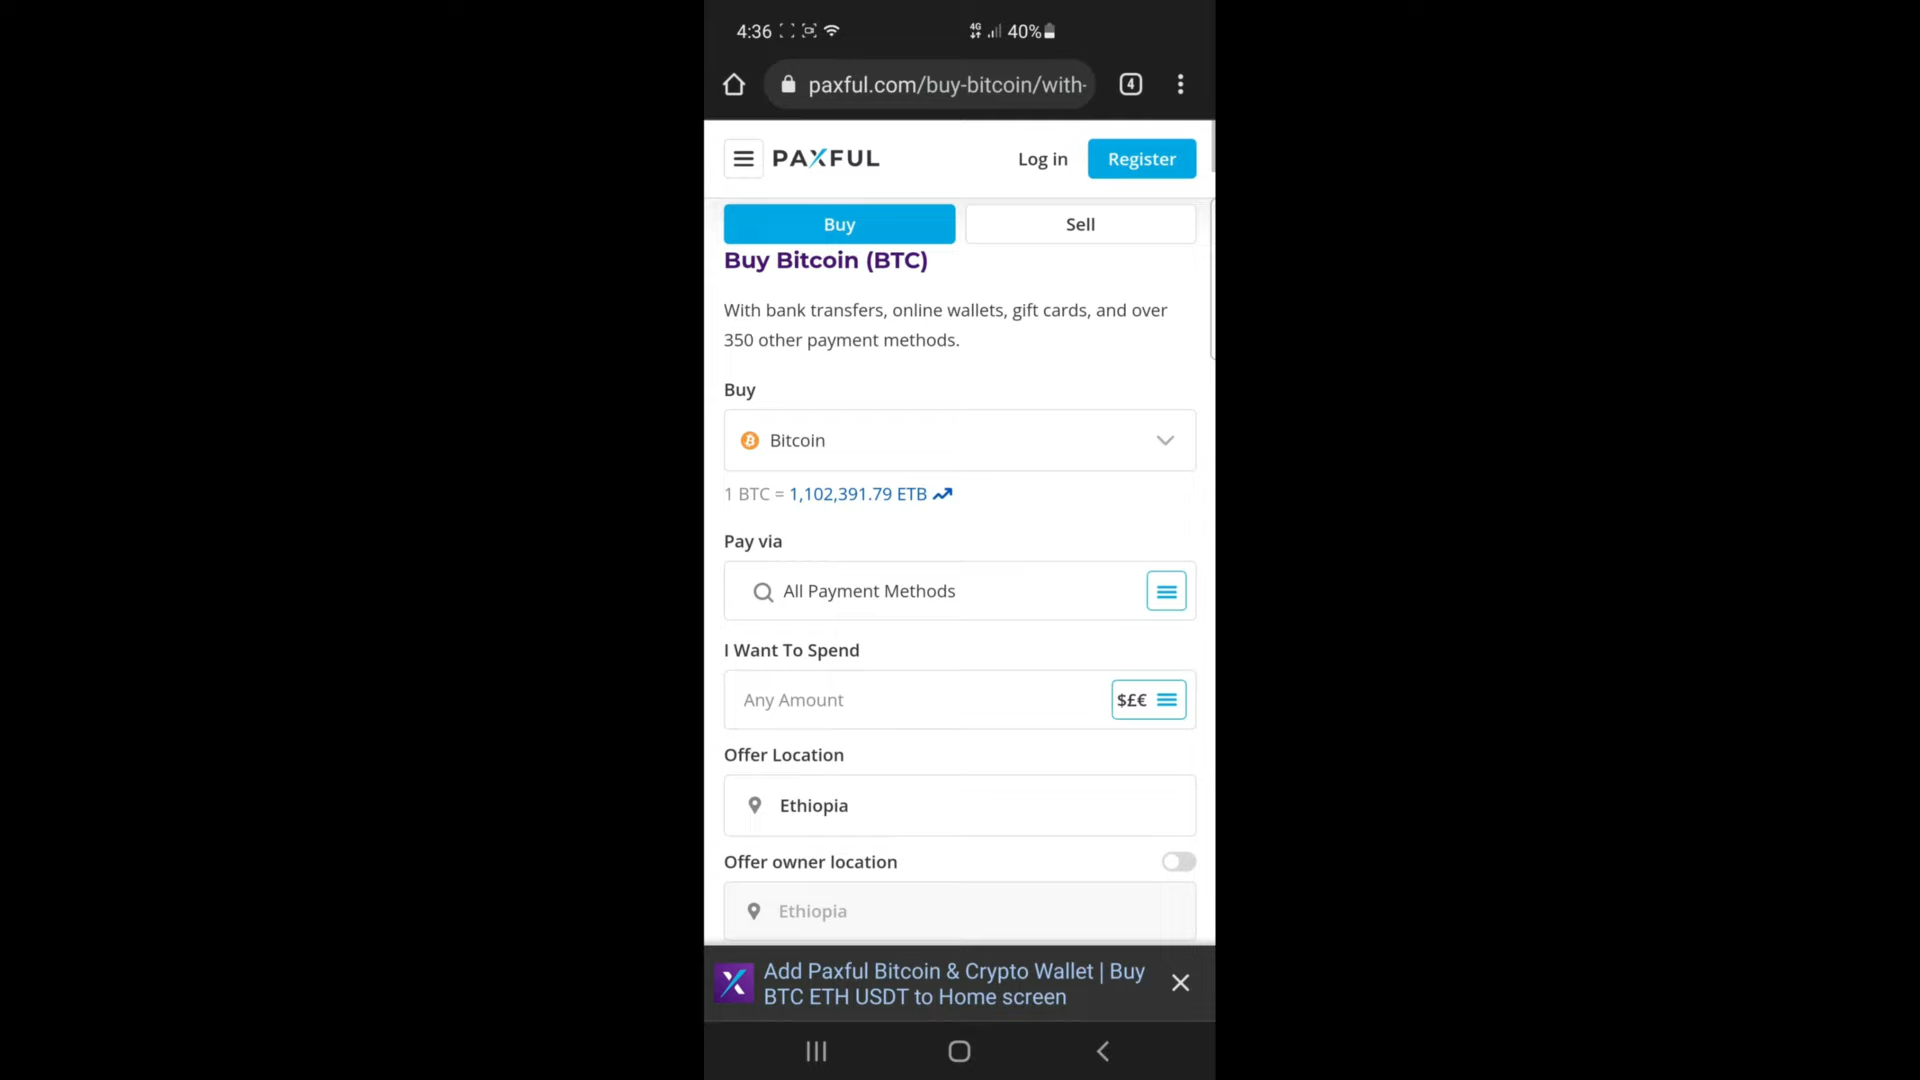 4:36 4G 40%
paxful.com/buy-bitcoin/with-
4
PAXFUL
Log in
Register
Buy
Sell
Buy Bitcoin (BTC)
With bank transfers, online wallets, gift cards, and over
350 other payment methods.
Buy
Bitcoin
1 BTC = 1,102,391.79 ETB
Pay via
All Payment Methods
I Want To Spend
Any Amount
$£€
Offer Location
Ethiopia
Offer owner location
Ethiopia
Add Paxful Bitcoin & Crypto Wallet | Buy
BTC ETH USDT to Home screen